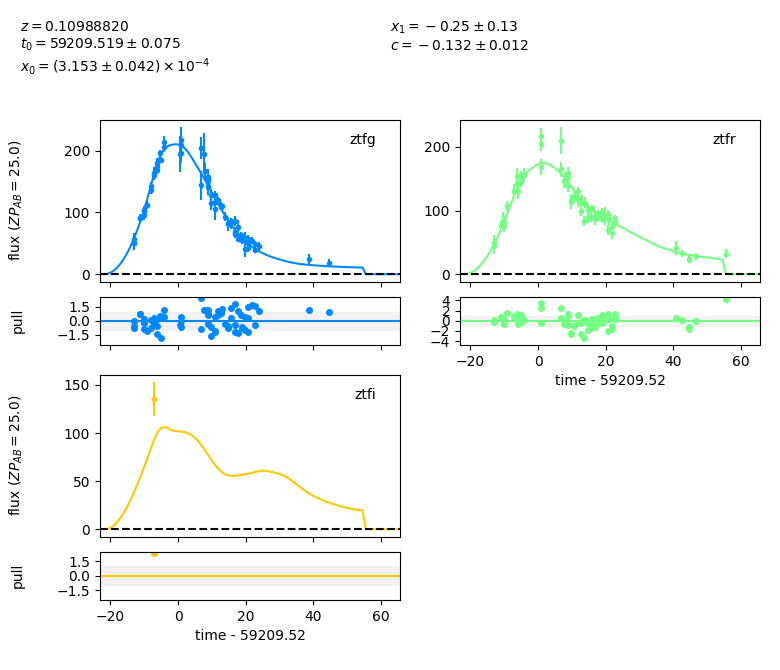 z = 0.10988820
t₀ = 59209.519 ± 0.075
x₀ = (3.153 ± 0.042) × 10⁻⁴
x₁ = −0.25 ± 0.13
c = −0.132 ± 0.012
flux (ZP_AB = 25.0)
200
100
0
ztfg
pull
1.5
0.0
−1.5
200
100
0
ztfr
4
2
0
−2
−4
−20 0 20 40 60
time - 59209.52
flux (ZP_AB = 25.0)
150
100
50
0
ztfi
pull
1.5
0.0
−1.5
−20 0 20 40 60
time - 59209.52